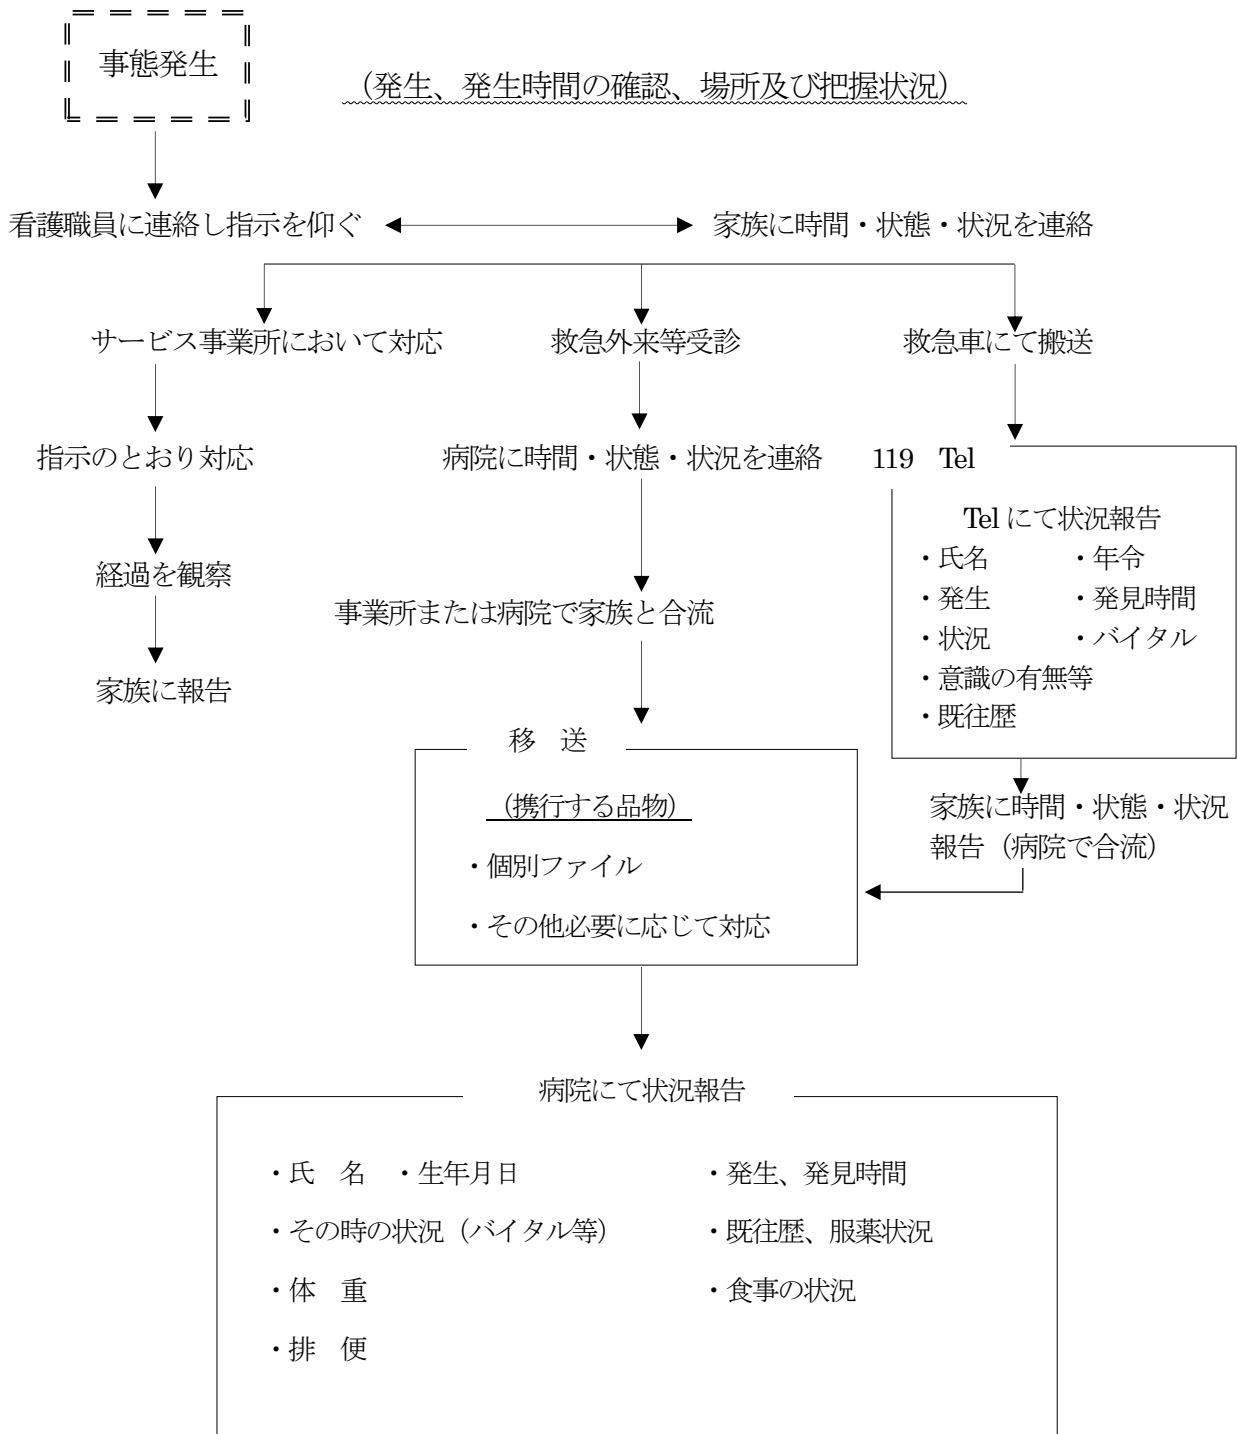 事態発生
（発生、発生時間の確認、場所及び把握状況）
看護職員に連絡し指示を仰ぐ
家族に時間・状態・状況を連絡
サービス事業所において対応
救急外来等受診
救急車にて搬送
指示のとおり対応
病院に時間・状態・状況を連絡
119　Tel
Tel にて状況報告
・氏名　・年令
・発生　・発見時間
・状況　・バイタル
・意識の有無等
・既往歴
経過を観察
事業所または病院で家族と合流
家族に報告
移　送
（携行する品物）
・個別ファイル
・その他必要に応じて対応
家族に時間・状態・状況
報告（病院で合流）
病院にて状況報告
・氏　名　・生年月日　・発生、発見時間
・その時の状況（バイタル等）　・既往歴、服薬状況
・体　重　・食事の状況
・排　便